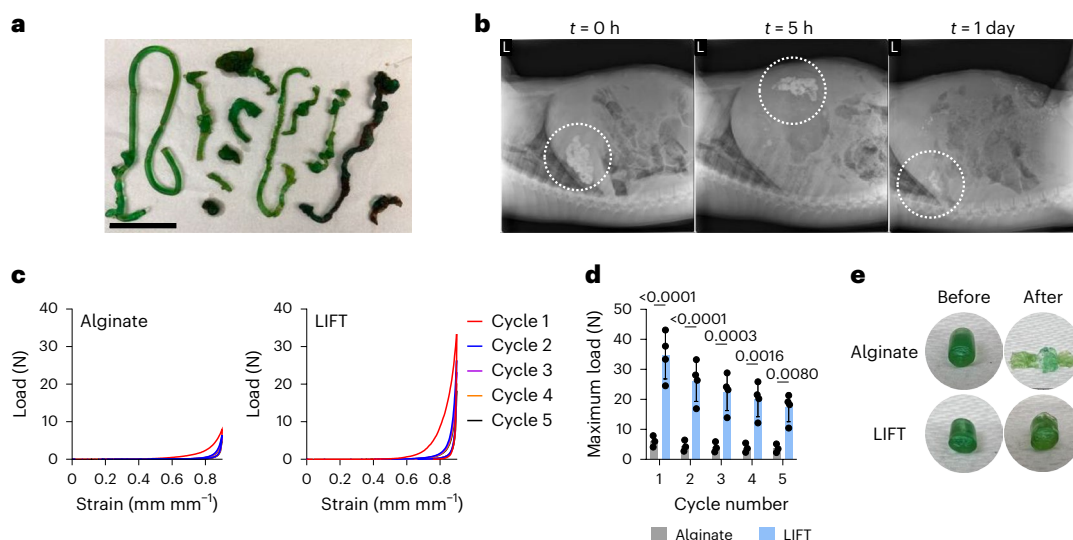 a
b
t = 0 h
t = 5 h
t = 1 day
L
L
L
c
40
30
20
10
0
Load (N)
Alginate
0
0.2
0.4
0.6
0.8
Strain (mm mm⁻¹)
40
30
20
10
0
Load (N)
LIFT
0
0.2
0.4
0.6
0.8
Strain (mm mm⁻¹)
Cycle 1
Cycle 2
Cycle 3
Cycle 4
Cycle 5
d
50
40
30
20
10
0
Maximum load (N)
<0.0001
<0.0001
0.0003
0.0016
0.0080
1
2
3
4
5
Cycle number
Alginate
LIFT
e
Before
After
Alginate
LIFT